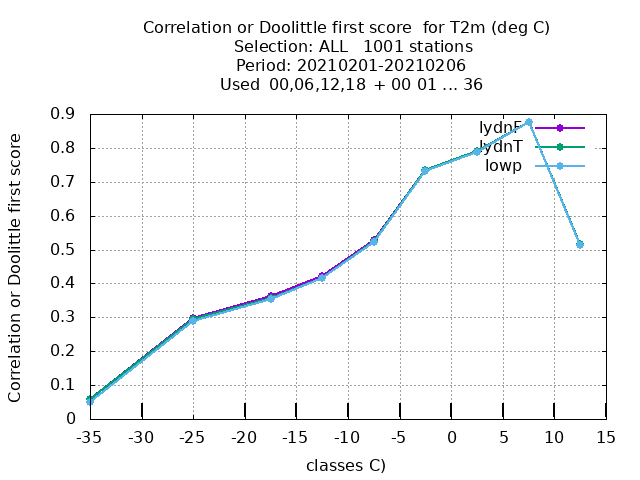 Correlation or Doolittle first score  for T2m (deg C)
Selection: ALL   1001 stations
Period: 20210201-20210206
Used 00,06,12,18 + 00 01 ... 36
Correlation or Doolittle first score
0.9
0.8
0.7
0.6
0.5
0.4
0.3
0.2
0.1
0
lydnF
lydnT
lowp
-35 -30 -25 -20 -15 -10 -5 0 5 10 15
classes C)